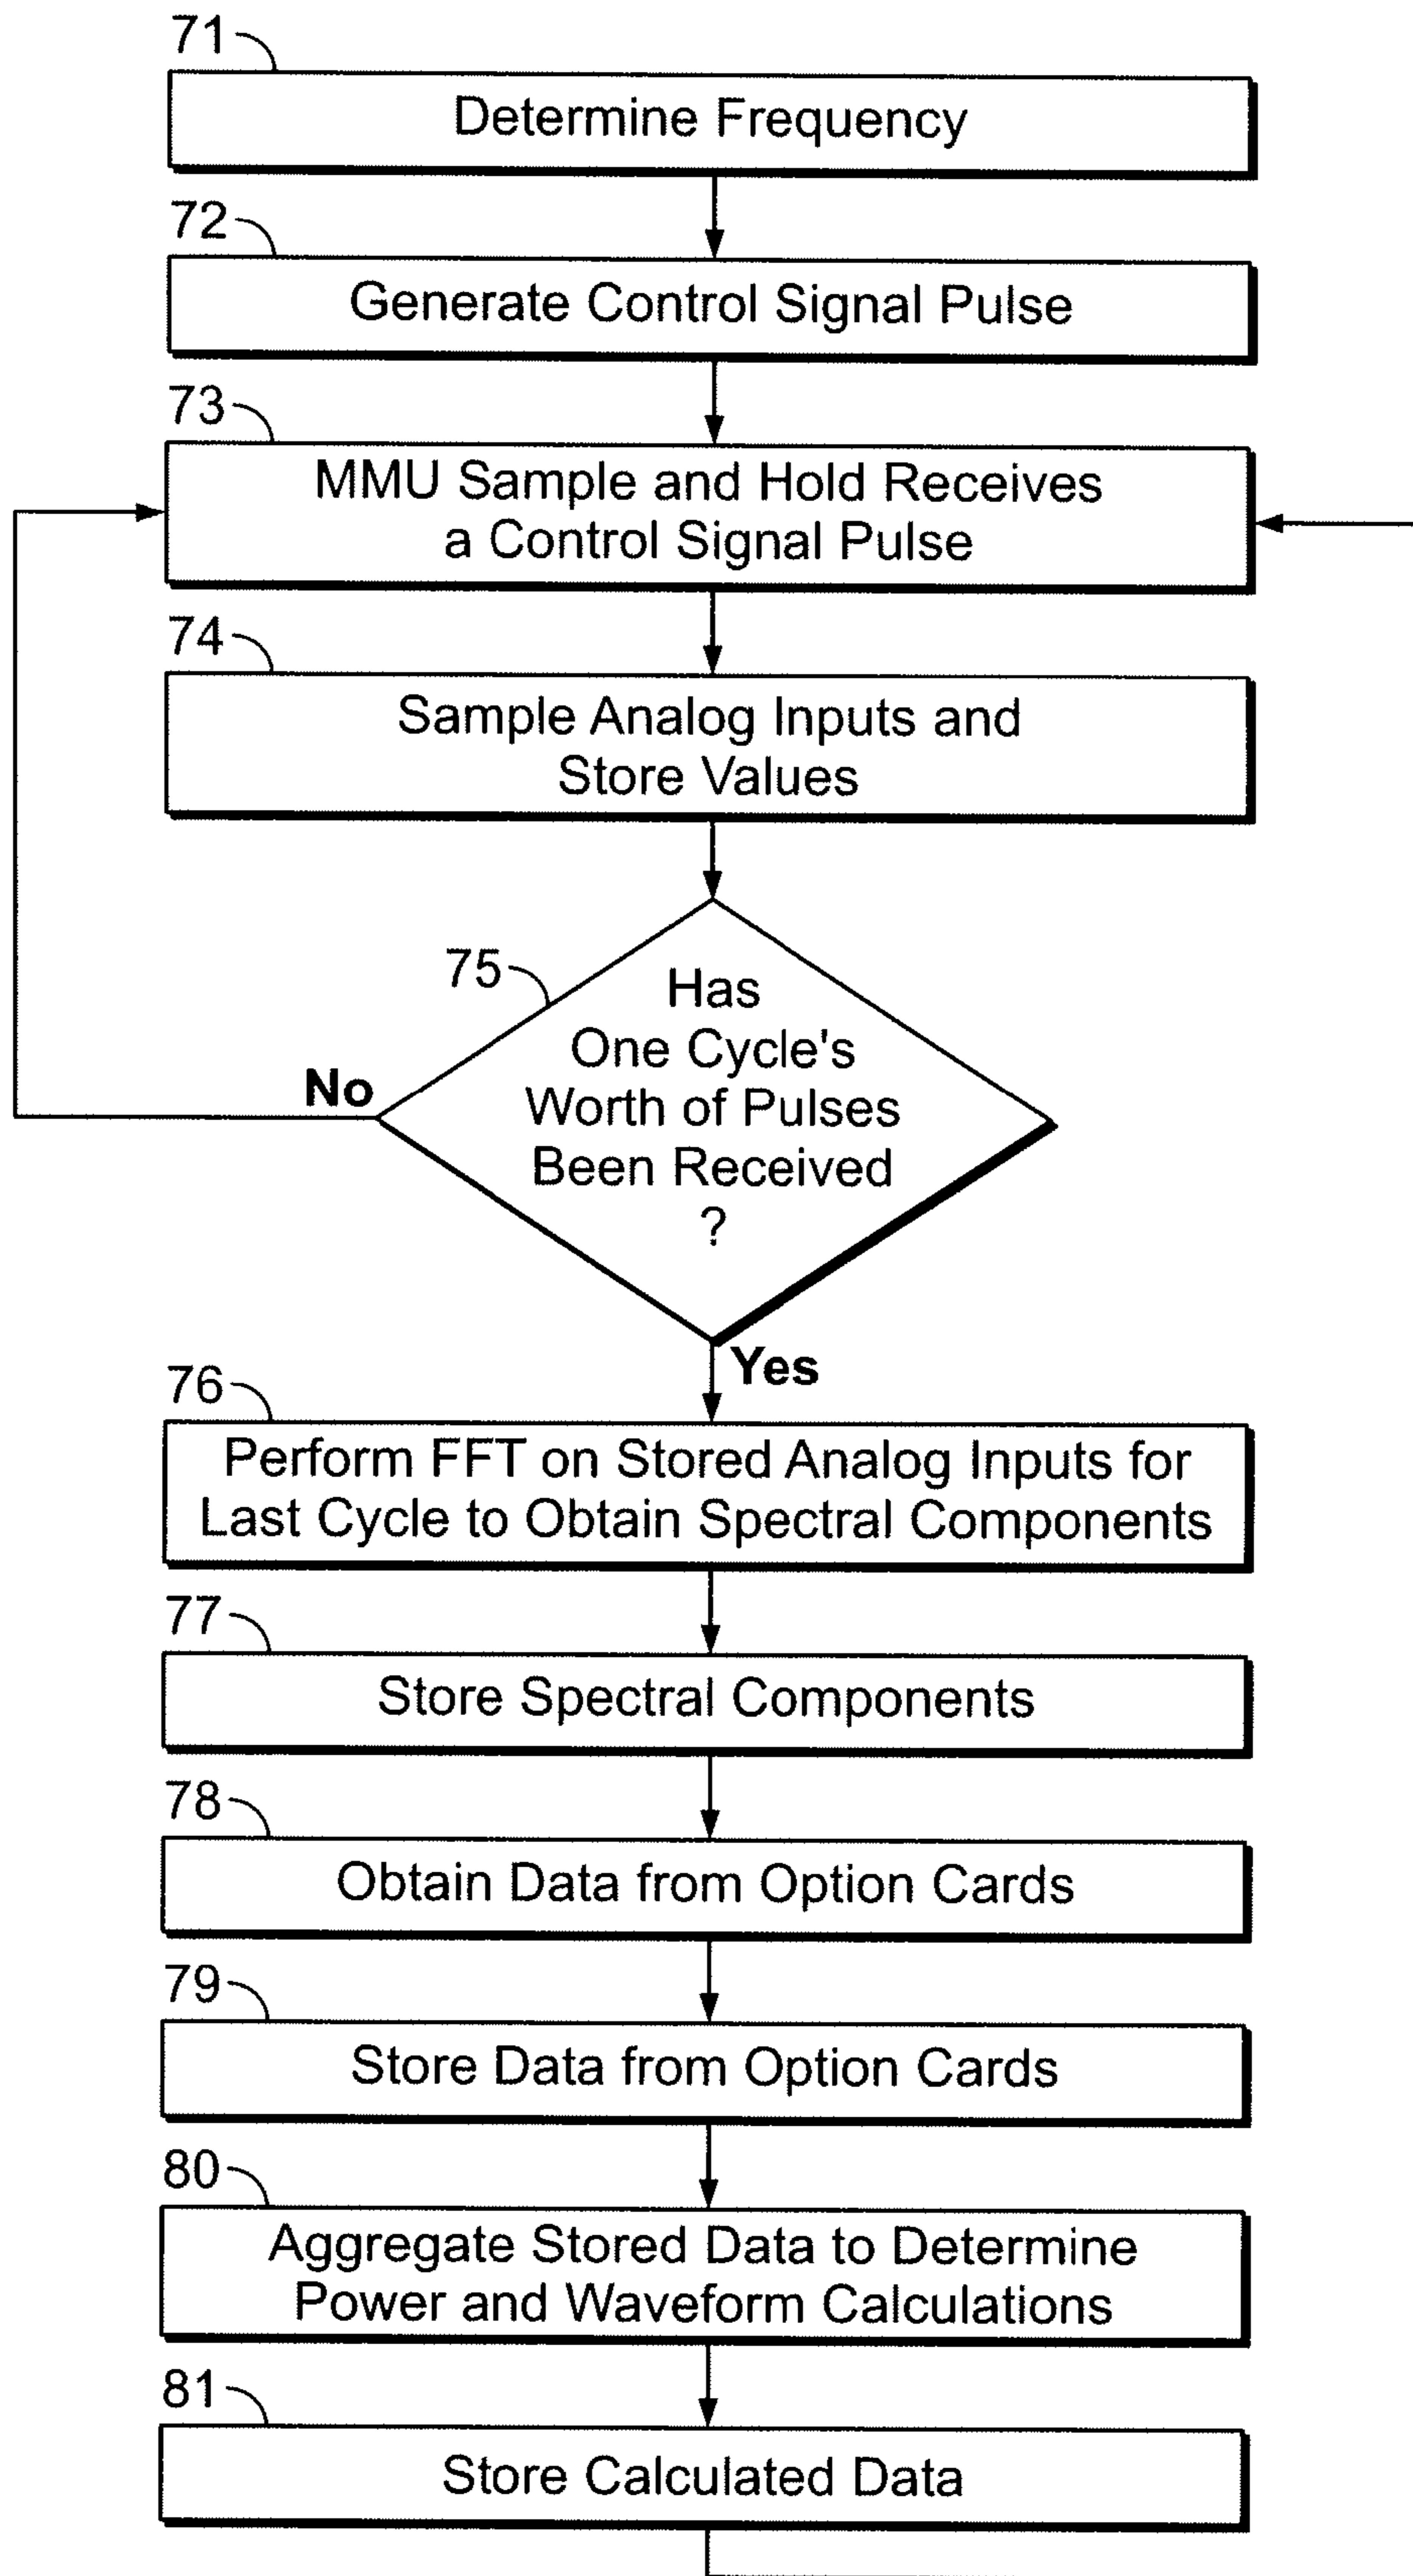 71
Determine Frequency
72
Generate Control Signal Pulse
73
MMU Sample and Hold Receives
a Control Signal Pulse
74
Sample Analog Inputs and
Store Values
75
Has
One Cycle's
Worth of Pulses
Been Received
?
No
Yes
76
Perform FFT on Stored Analog Inputs for
Last Cycle to Obtain Spectral Components
77
Store Spectral Components
78
Obtain Data from Option Cards
79
Store Data from Option Cards
80
Aggregate Stored Data to Determine
Power and Waveform Calculations
81
Store Calculated Data